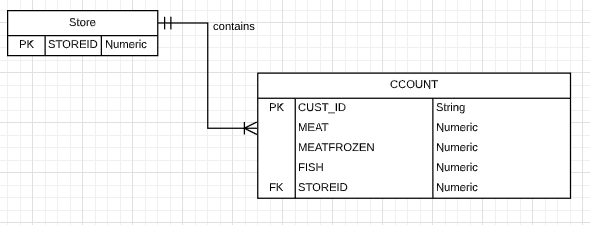 Store
PK STOREID Numeric
contains
CCOUNT
PK CUST_ID String
MEAT Numeric
MEATFROZEN Numeric
FISH Numeric
FK STOREID Numeric